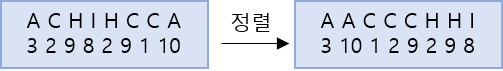 A C H I H C C A
3 2 9 8 2 9 1 10
정렬
A A C C C H H I
3 10 1 2 9 2 9 8